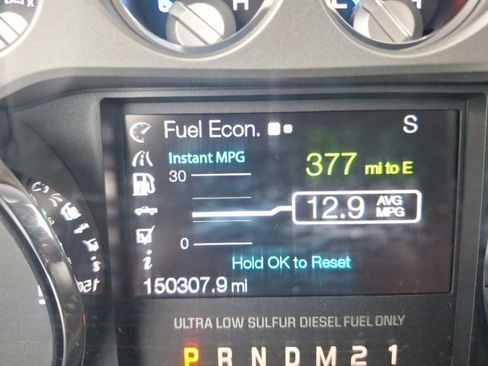 Fuel Econ. S
Instant MPG
30
377 mi to E
12.9 AVG MPG
0
Hold OK to Reset
150307.9 mi
ULTRA LOW SULFUR DIESEL FUEL ONLY
P R N D M 2 1